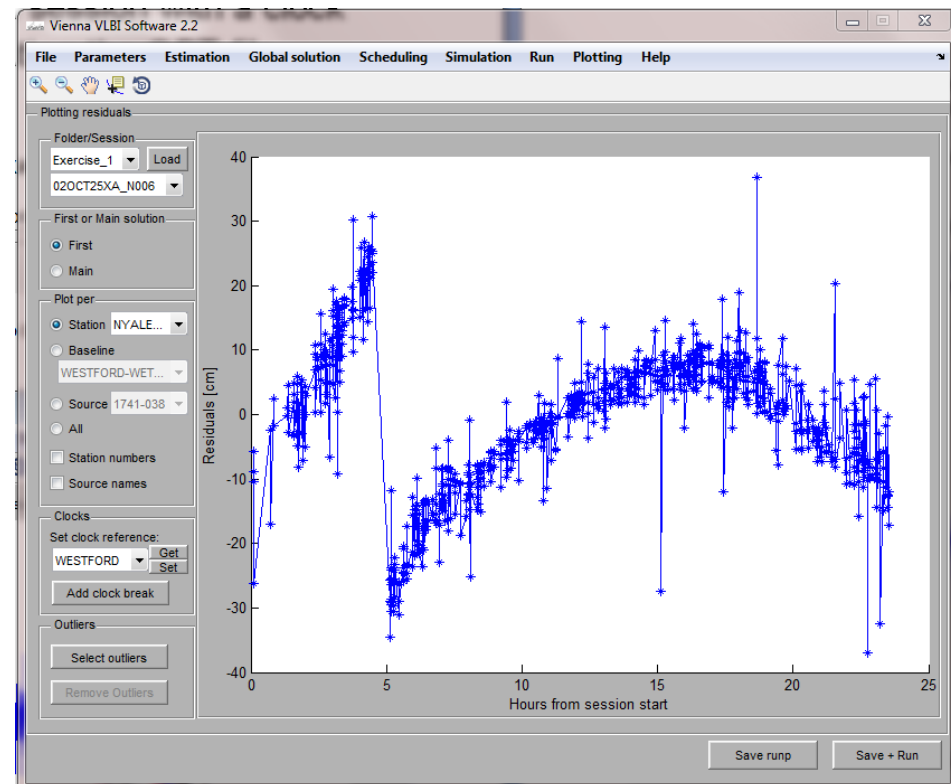 Vienna VLBI Software 2.2
File Parameters Estimation Global solution Scheduling Simulation Run Plotting Help
Plotting residuals
Folder/Session
Exercise_1 Load
02OCT25XA_N006
First or Main solution
First
Main
Plot per
Station NYALE...
Baseline
WESTFORD-WET...
Source 1741-038
All
Station numbers
Source names
Clocks
Set clock reference:
WESTFORD Get
Set
Add clock break
Outliers
Select outliers
Remove Outliers
40
30
20
10
0
-10
-20
-30
-40
Residuals [cm]
0 5 10 15 20 25
Hours from session start
Save runp Save + Run